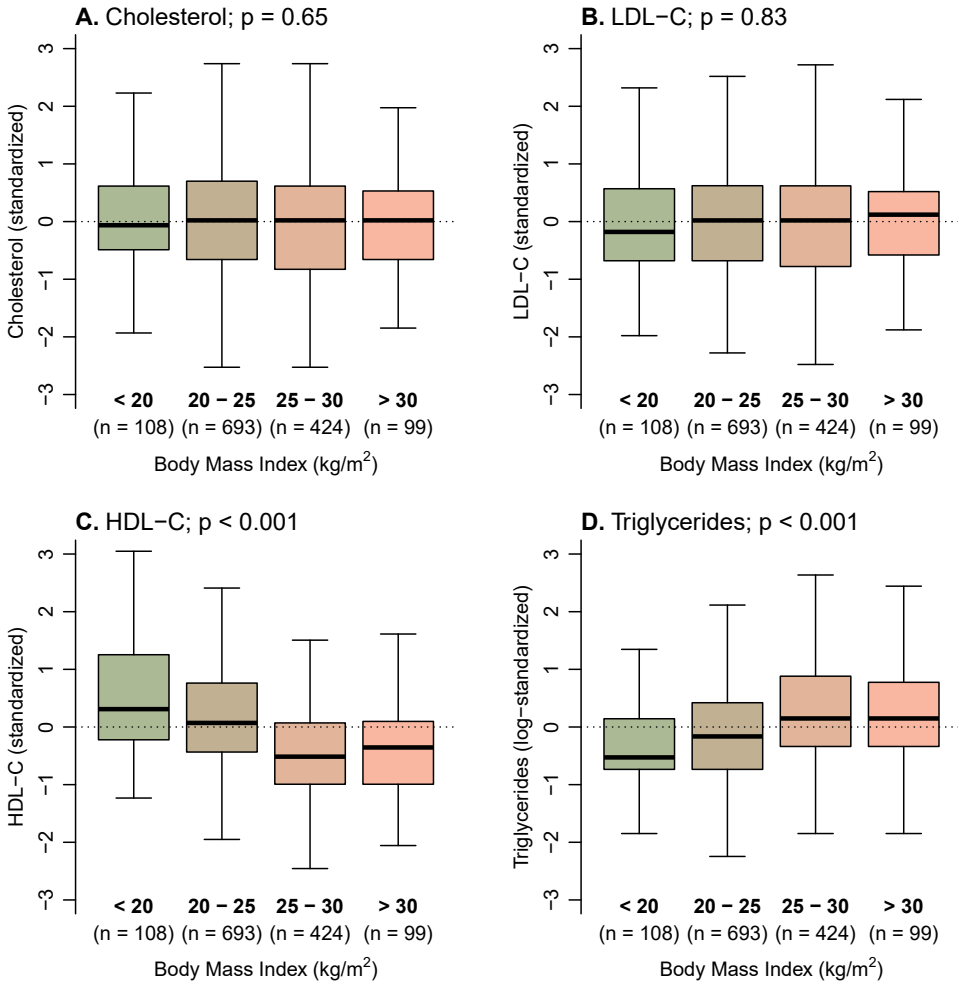 A. Cholesterol; p = 0.65
Cholesterol (standardized)
3
2
1
0
−1
−2
−3
< 20 20 − 25 25 − 30 > 30
(n = 108) (n = 693) (n = 424) (n = 99)
Body Mass Index (kg/m²)
B. LDL−C; p = 0.83
LDL−C (standardized)
3
2
1
0
−1
−2
−3
< 20 20 − 25 25 − 30 > 30
(n = 108) (n = 693) (n = 424) (n = 99)
Body Mass Index (kg/m²)
C. HDL−C; p < 0.001
HDL−C (standardized)
3
2
1
0
−1
−2
−3
< 20 20 − 25 25 − 30 > 30
(n = 108) (n = 693) (n = 424) (n = 99)
Body Mass Index (kg/m²)
D. Triglycerides; p < 0.001
Triglycerides (log−standardized)
3
2
1
0
−1
−2
−3
< 20 20 − 25 25 − 30 > 30
(n = 108) (n = 693) (n = 424) (n = 99)
Body Mass Index (kg/m²)